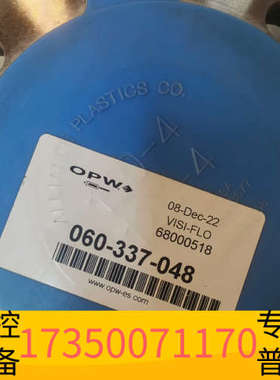 PLASTICS CO.
OPW
08-Dec-22
VISI-FLO
68000518
060-337-048
www.opw-es.com
控 专
备 17350071170